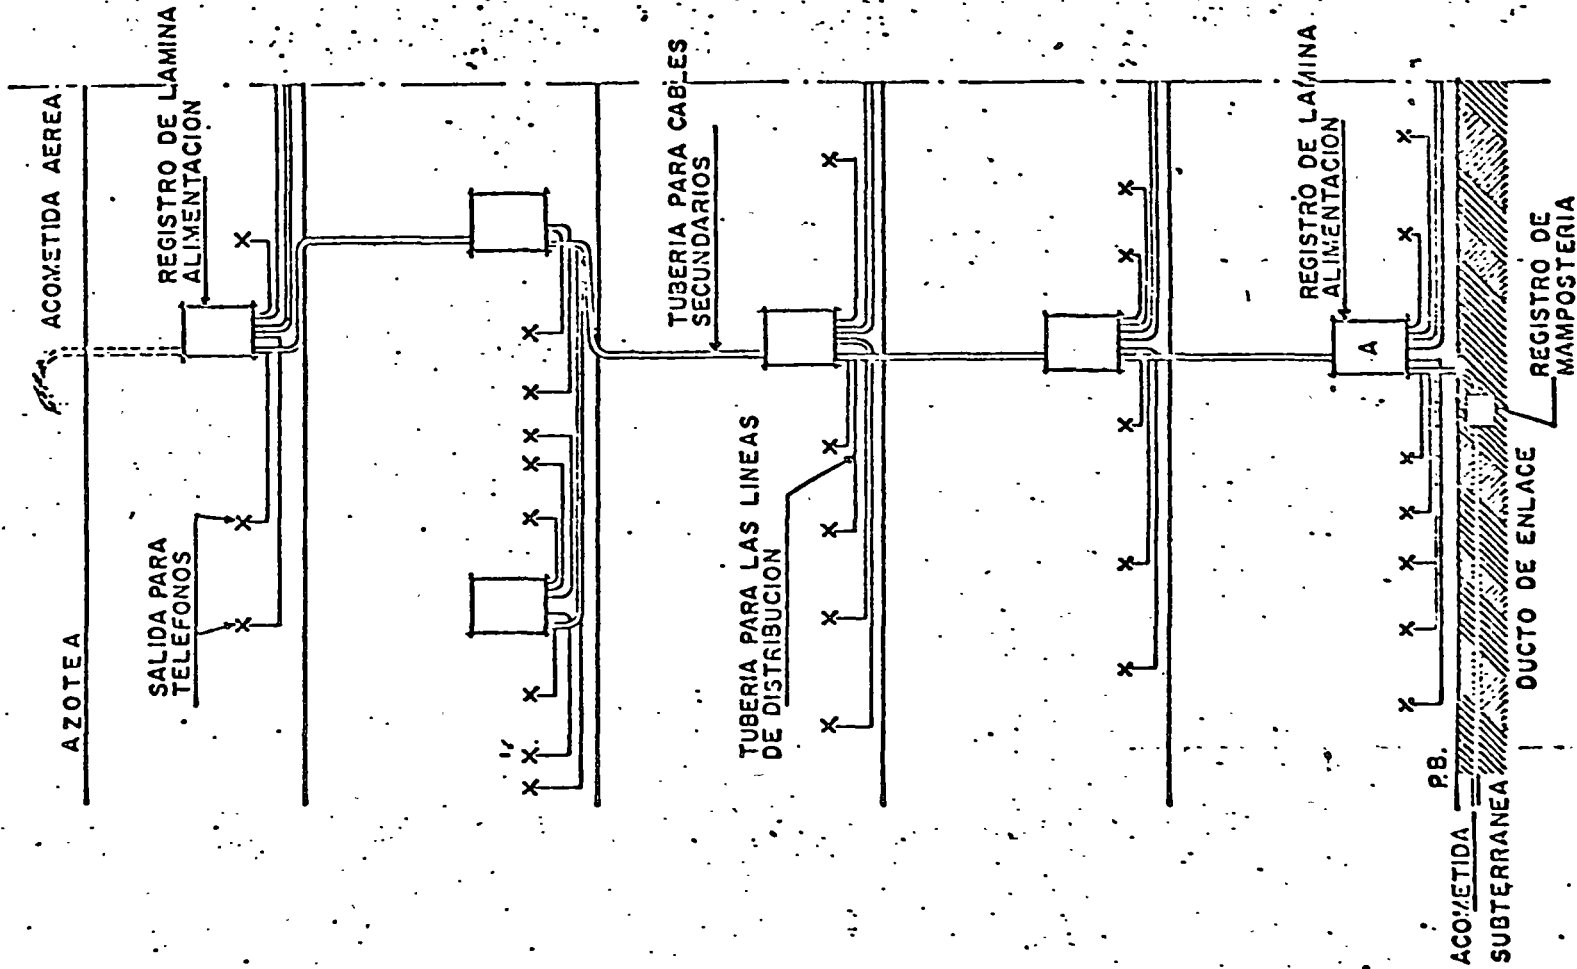 AZOTEA
ACOMETIDA AEREA
REGISTRO DE LAMINA
ALIMENTACION
SALIDA PARA
TELEFONOS
TUBERIA PARA CABLES
SECUNDARIOS
TUBERIA PARA LAS LINEAS
DE DISTRIBUCION
REGISTRO DE LAMINA
ALIMENTACION
A
P.B.
ACOMETIDA
SUBTERRANEA
DUCTO DE ENLACE
REGISTRO DE
MAMPOSTERIA